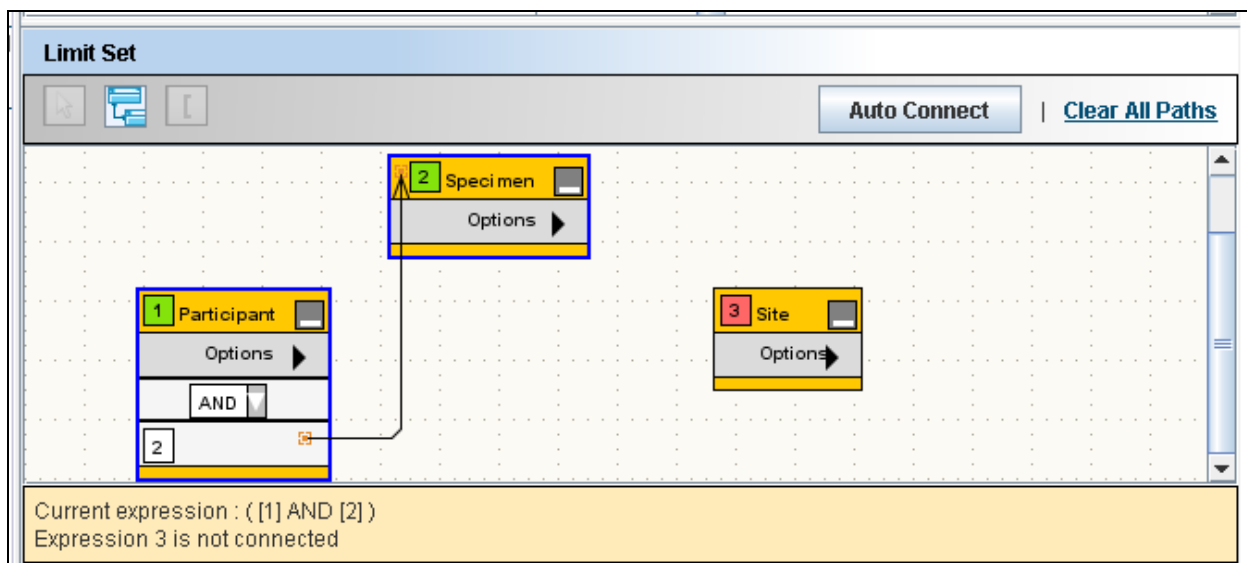 Limit Set
Auto Connect | Clear All Paths
2 Specimen
Options
1 Participant
Options
AND
2
3 Site
Options
Current expression : ( [1] AND [2] )
Expression 3 is not connected